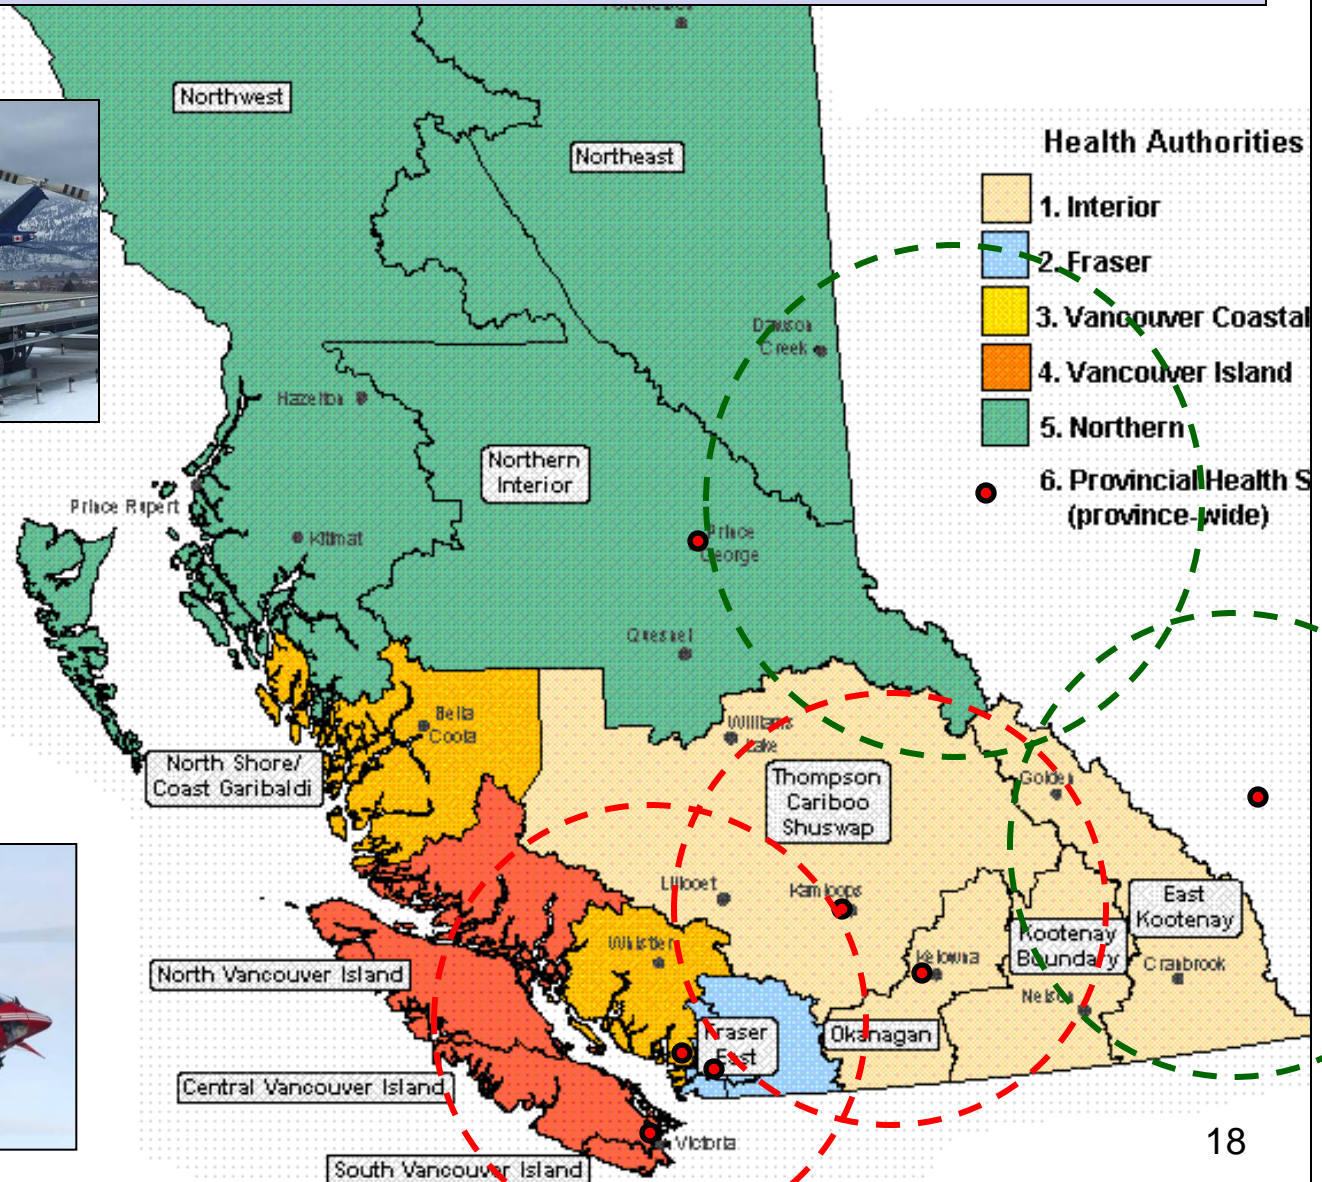 Northwest
Northeast
Health Authorities
1. Interior
2. Fraser
3. Vancouver Coastal
4. Vancouver Island
5. Northern
6. Provincial Health S
(province-wide)
Dawson
Creek
Hazelton
Northern
Interior
Prince Rupert
Kitimat
Prince
George
Quesnel
Bella
Coola
Williams
Lake
North Shore/
Coast Garibaldi
Thompson
Cariboo
Shuswap
Golden
Lillooet
Kamloops
East
Kootenay
Kootenay
Boundary
Whistler
Kelowna
Cranbrook
North Vancouver Island
Nelson
Fraser
East
Okanagan
Central Vancouver Island
Victoria
South Vancouver Island
18